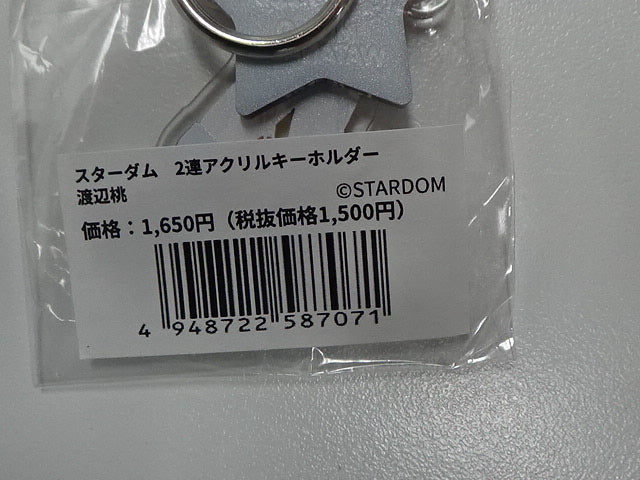 スターダム　2連アクリルキーホルダー
渡辺桃
©STARDOM
価格：1,650円（税抜価格1,500円）
4 948722 587071